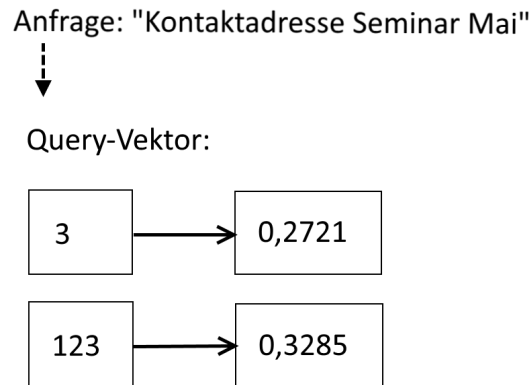 Anfrage: "Kontaktadresse Seminar Mai"
Query-Vektor:
3 0,2721
123 0,3285